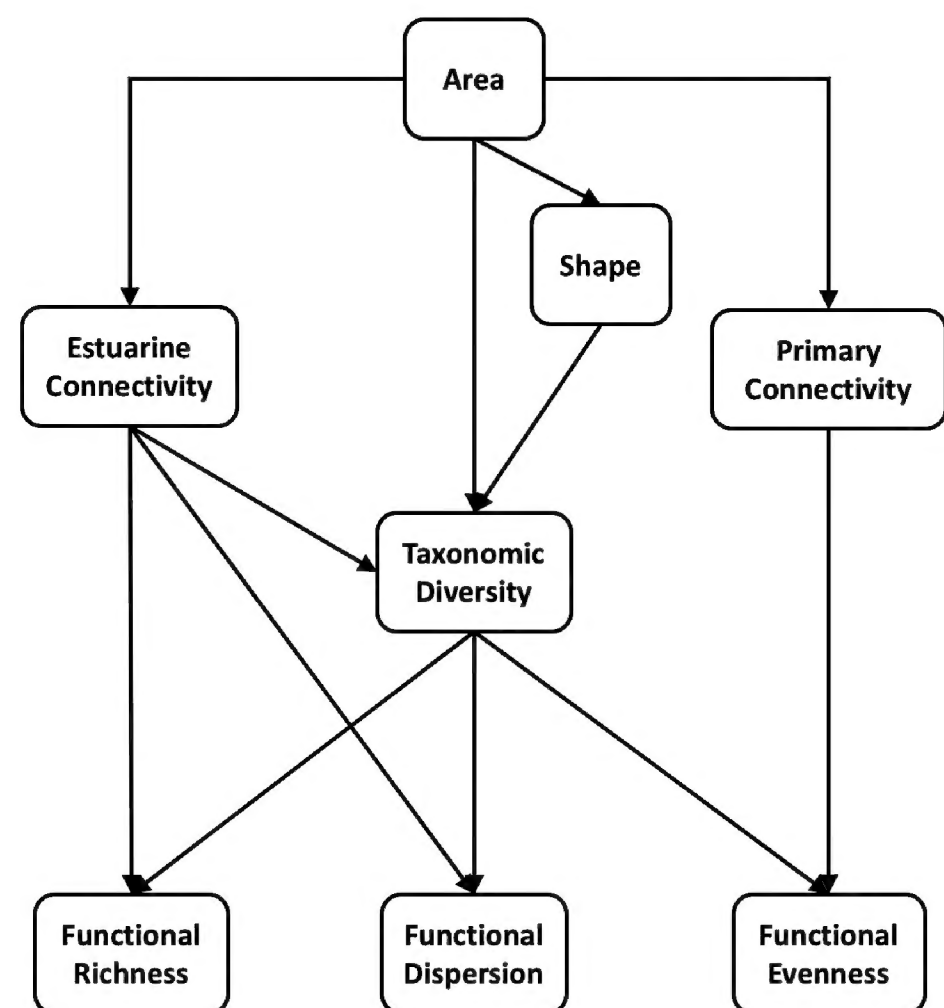 Area
Shape
Estuarine
Connectivity
Primary
Connectivity
Taxonomic
Diversity
Functional
Richness
Functional
Dispersion
Functional
Evenness